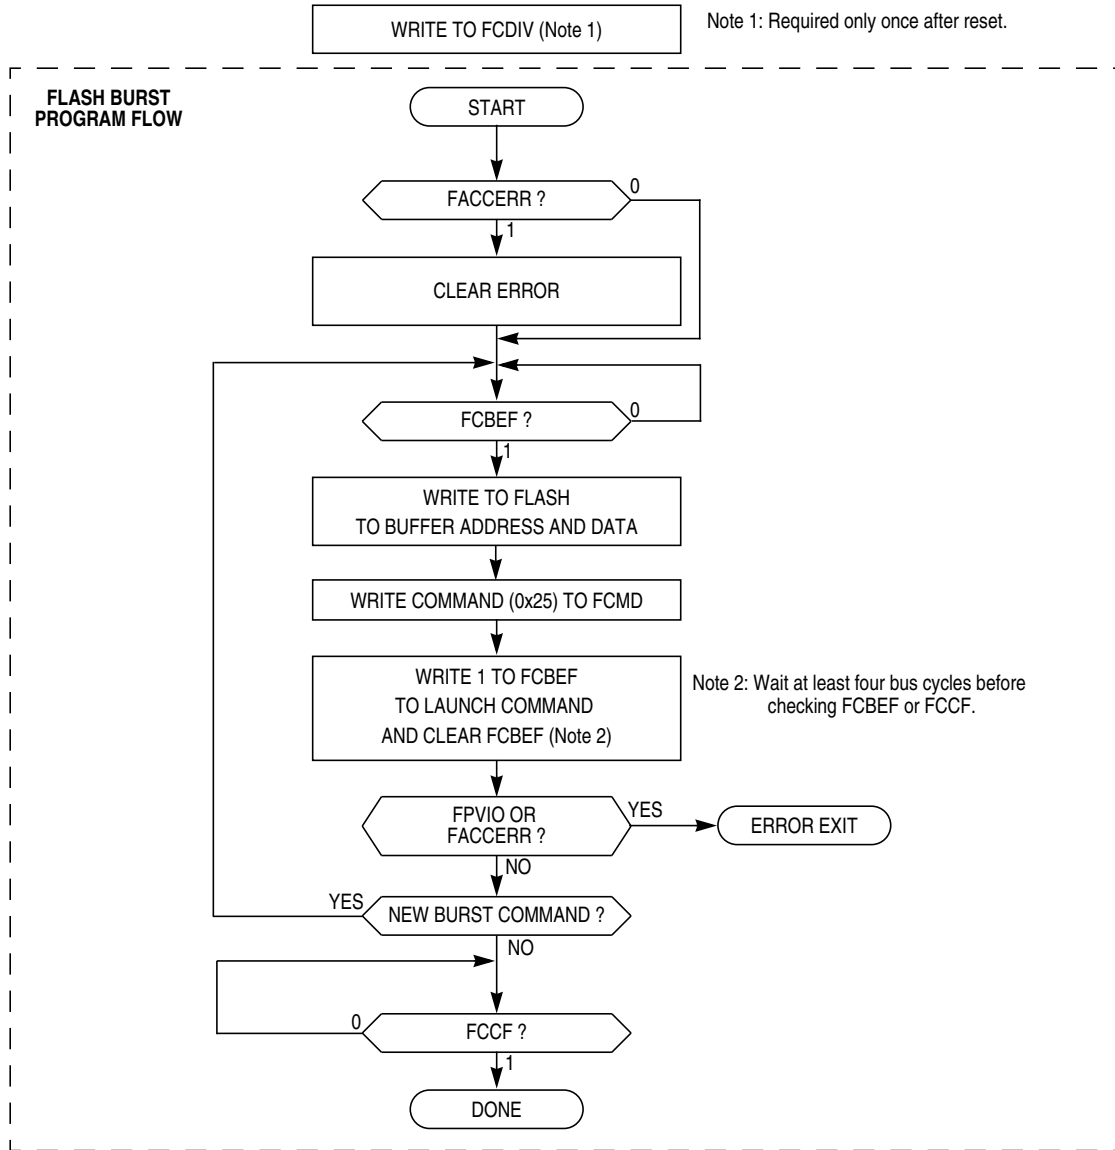 WRITE TO FCDIV (Note 1)
Note 1: Required only once after reset.
FLASH BURST
PROGRAM FLOW
START
FACCERR ?
0
1
CLEAR ERROR
FCBEF ?
0
1
WRITE TO FLASH
TO BUFFER ADDRESS AND DATA
WRITE COMMAND (0x25) TO FCMD
WRITE 1 TO FCBEF
TO LAUNCH COMMAND
AND CLEAR FCBEF (Note 2)
Note 2: Wait at least four bus cycles before
checking FCBEF or FCCF.
FPVIO OR
FACCERR ?
YES
ERROR EXIT
NO
YES
NEW BURST COMMAND ?
NO
0
FCCF ?
1
DONE